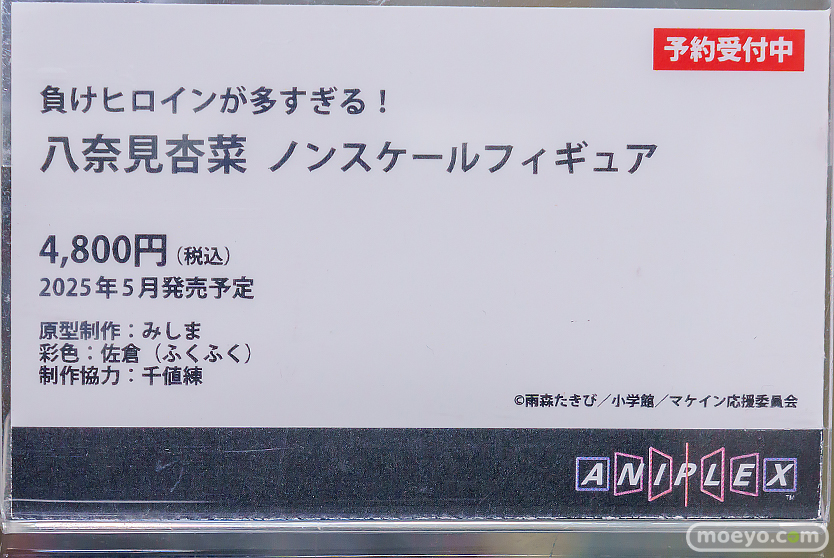 予約受付中
負けヒロインが多すぎる！
八奈見杏菜 ノンスケールフィギュア
4,800円（税込）
2025年5月発売予定
原型制作：みしま
彩色：佐倉（ふくふく）
制作協力：千値練
©雨森たきび／小学館／マケイン応援委員会
ANIPLEX™
moeyo.com